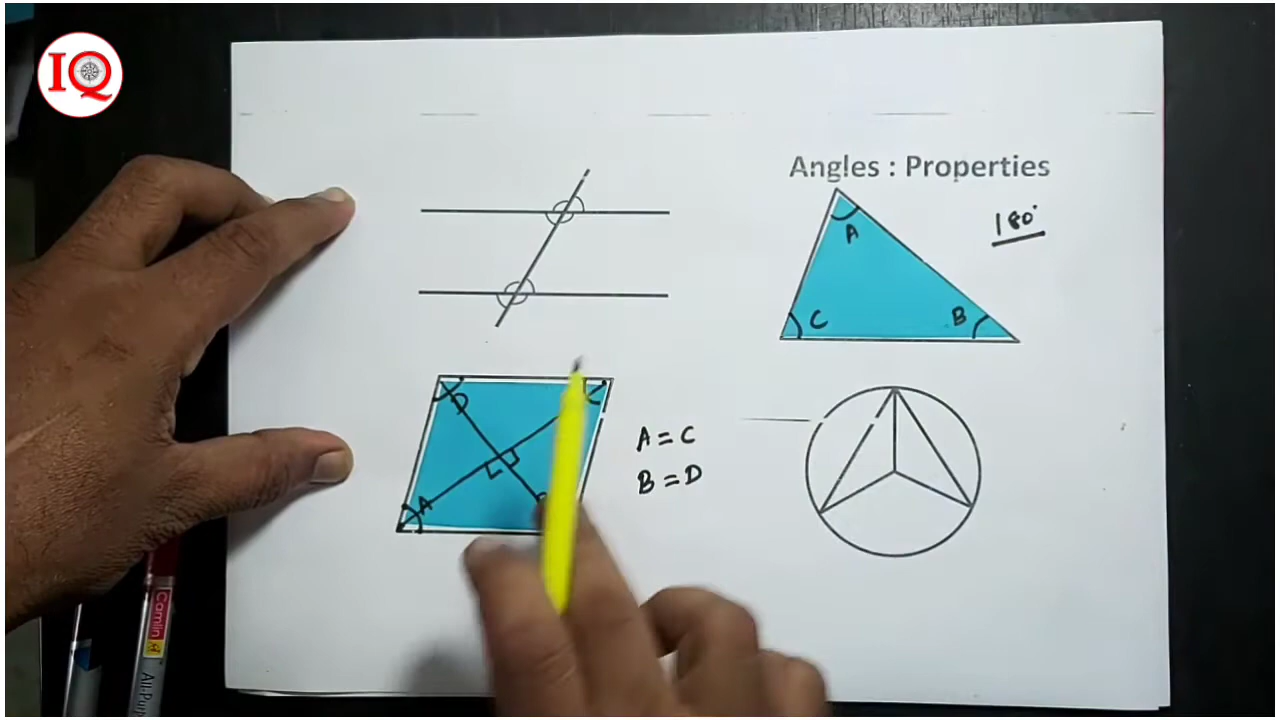 IQ
Angles : Properties
180°
A
C
B
D
A = C
A
B = D
Camlin